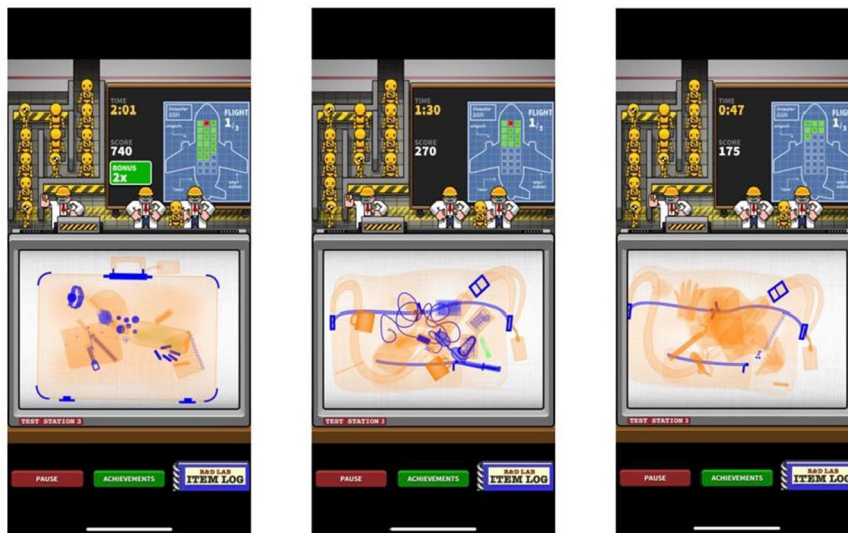 TIME
2:01
SCORE
740
BONUS
2x
FLIGHT
1/3
TEST STATION 3
PAUSE
ACHIEVEMENTS
R&D LAB
ITEM LOG
TIME
1:30
SCORE
270
FLIGHT
1/3
TEST STATION 3
PAUSE
ACHIEVEMENTS
R&D LAB
ITEM LOG
TIME
0:47
SCORE
175
FLIGHT
1/3
TEST STATION 3
PAUSE
ACHIEVEMENTS
R&D LAB
ITEM LOG